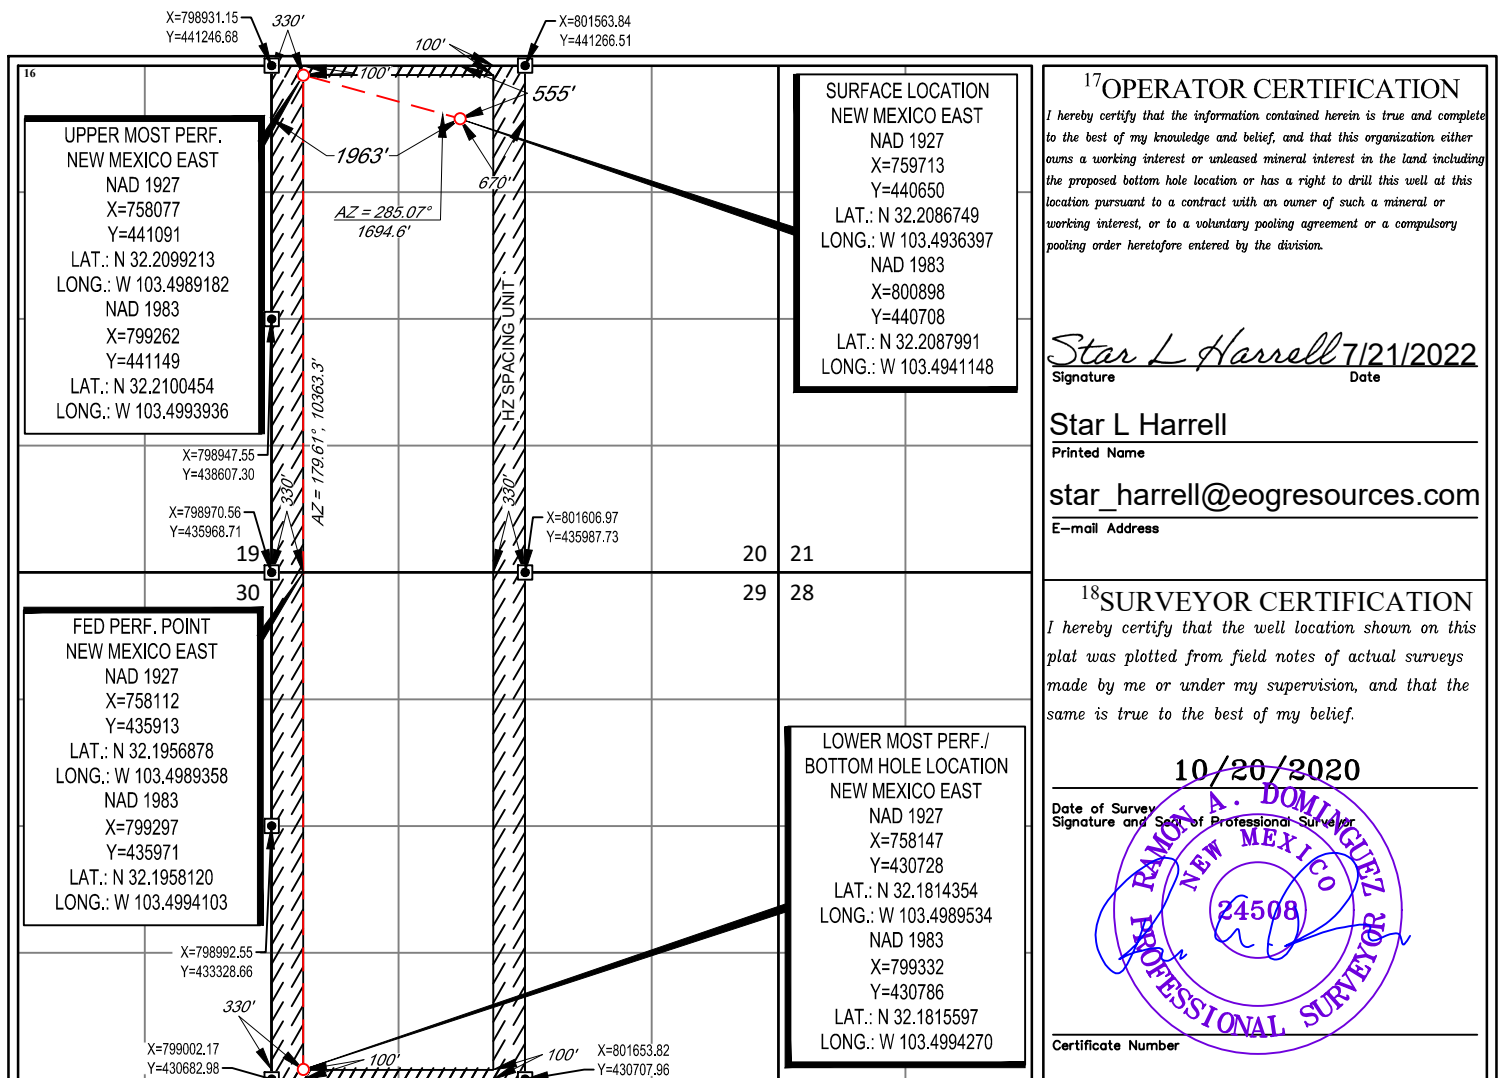 X=798931.15
Y=441246.68
330'
100'
X=801563.84
Y=441266.51
16
100'
555'
1963'
670'
AZ = 285.07°
1694.6'
UPPER MOST PERF.
NEW MEXICO EAST
NAD 1927
X=758077
Y=441091
LAT.: N 32.2099213
LONG.: W 103.4989182
NAD 1983
X=799262
Y=441149
LAT.: N 32.2100454
LONG.: W 103.4993936
SURFACE LOCATION
NEW MEXICO EAST
NAD 1927
X=759713
Y=440650
LAT.: N 32.2086749
LONG.: W 103.4936397
NAD 1983
X=800898
Y=440708
LAT.: N 32.2087991
LONG.: W 103.4941148
HZ SPACING UNIT
AZ = 179.61°, 10363.3'
X=798947.55
Y=438607.30
330'
330'
X=798970.56
Y=435968.71
X=801606.97
Y=435987.73
19
20
21
30
29
28
FED PERF. POINT
NEW MEXICO EAST
NAD 1927
X=758112
Y=435913
LAT.: N 32.1956878
LONG.: W 103.4989358
NAD 1983
X=799297
Y=435971
LAT.: N 32.1958120
LONG.: W 103.4994103
LOWER MOST PERF./
BOTTOM HOLE LOCATION
NEW MEXICO EAST
NAD 1927
X=758147
Y=430728
LAT.: N 32.1814354
LONG.: W 103.4989534
NAD 1983
X=799332
Y=430786
LAT.: N 32.1815597
LONG.: W 103.4994270
X=798992.55
Y=433328.66
330'
X=799002.17
Y=430682.98
100'
100'
X=801653.82
Y=430707.96
17 OPERATOR CERTIFICATION
I hereby certify that the information contained herein is true and complete
to the best of my knowledge and belief, and that this organization either
owns a working interest or unleased mineral interest in the land including
the proposed bottom hole location or has a right to drill this well at this
location pursuant to a contract with an owner of such a mineral or
working interest, or to a voluntary pooling agreement or a compulsory
pooling order heretofore entered by the division.
Star L Harrell 7/21/2022
Signature Date
Star L Harrell
Printed Name
star_harrell@eogresources.com
E-mail Address
18 SURVEYOR CERTIFICATION
I hereby certify that the well location shown on this
plat was plotted from field notes of actual surveys
made by me or under my supervision, and that the
same is true to the best of my belief.
10/20/2020
Date of Survey
Signature and Seal of Professional Surveyor
RAMON A. DOMINGUEZ
NEW MEXICO
24508
PROFESSIONAL SURVEYOR
Certificate Number